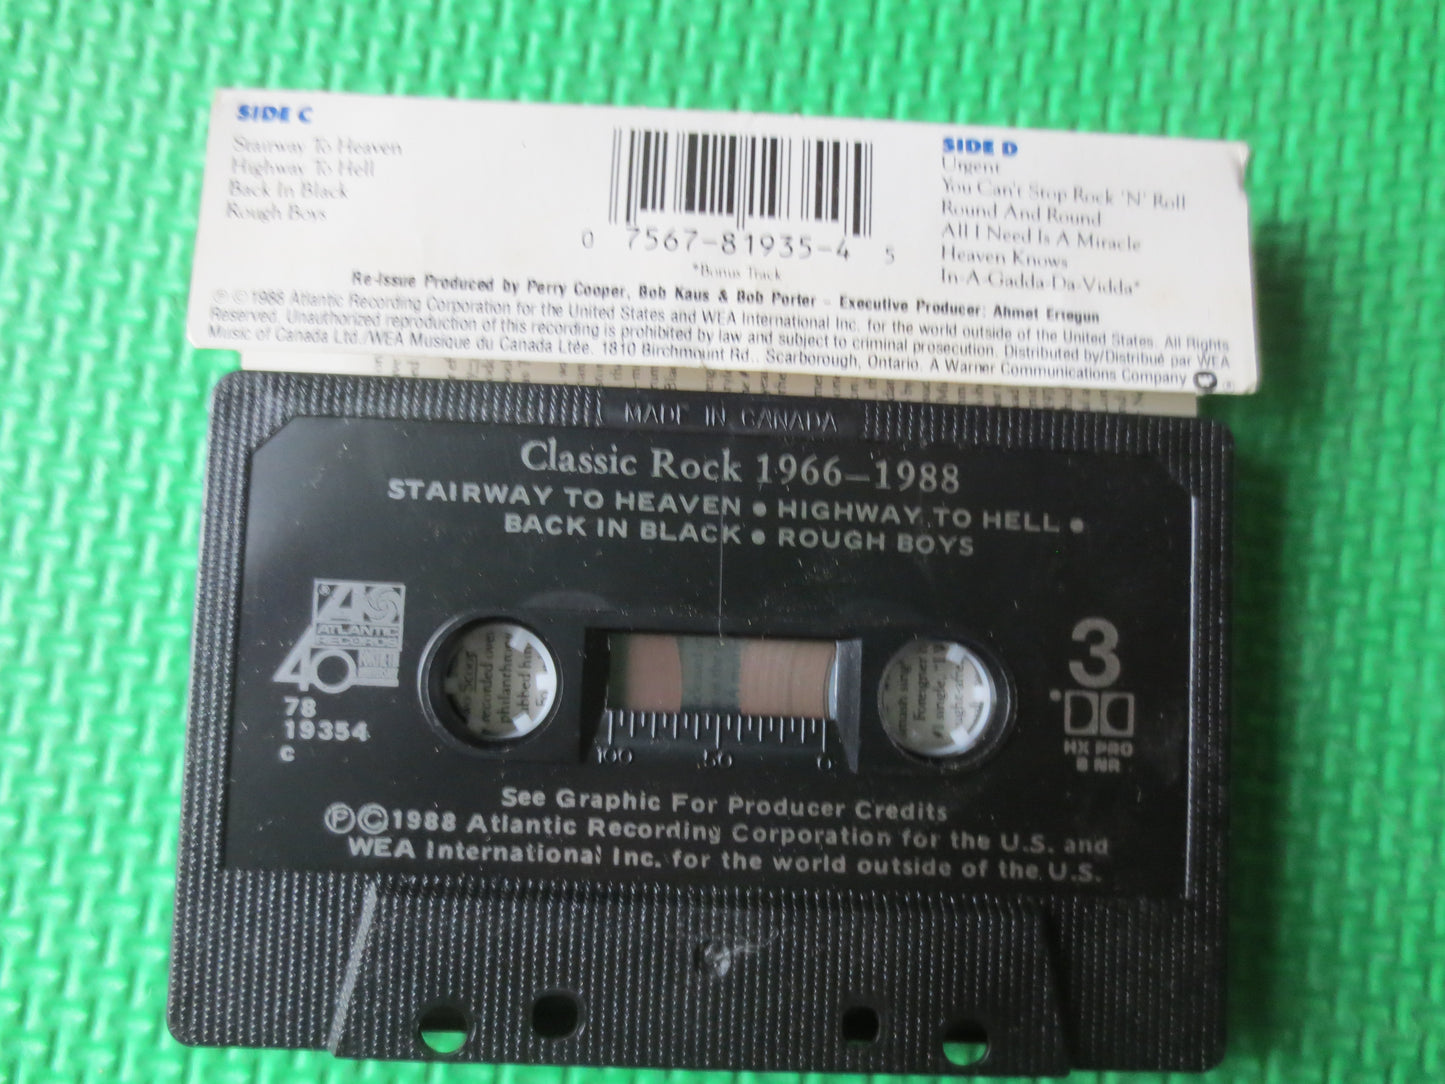 SIDE C
Stairway To Heaven
Highway To Hell
Back In Black
Rough Boys
0 7567-81935-4 5
*Bonus Track
SIDE D
Urgent
You Can't Stop Rock 'N' Roll
Round And Round
All I Need Is A Miracle
Heaven Knows
In-A-Gadda-Da-Vidda*
Re-Issue Produced by Perry Cooper, Bob Kaus & Bob Porter – Executive Producer: Ahmet Ertegun
℗ © 1988 Atlantic Recording Corporation for the United States and WEA International Inc. for the world outside of the United States. All Rights
Reserved. Unauthorized reproduction of this recording is prohibited by law and subject to criminal prosecution. Distributed by/Distribué par WEA
Music of Canada Ltd./WEA Musique du Canada Ltée. 1810 Birchmount Rd., Scarborough, Ontario. A Warner Communications Company ®
MADE IN CANADA
Classic Rock 1966–1988
STAIRWAY TO HEAVEN • HIGHWAY TO HELL •
BACK IN BLACK • ROUGH BOYS
®
ATLANTIC
RECORDS
40
78
19354
C
recorded over
philanthro
3
HX PRO
B NR
100 50 0
See Graphic For Producer Credits
℗©1988 Atlantic Recording Corporation for the U.S. and
WEA International Inc. for the world outside of the U.S.